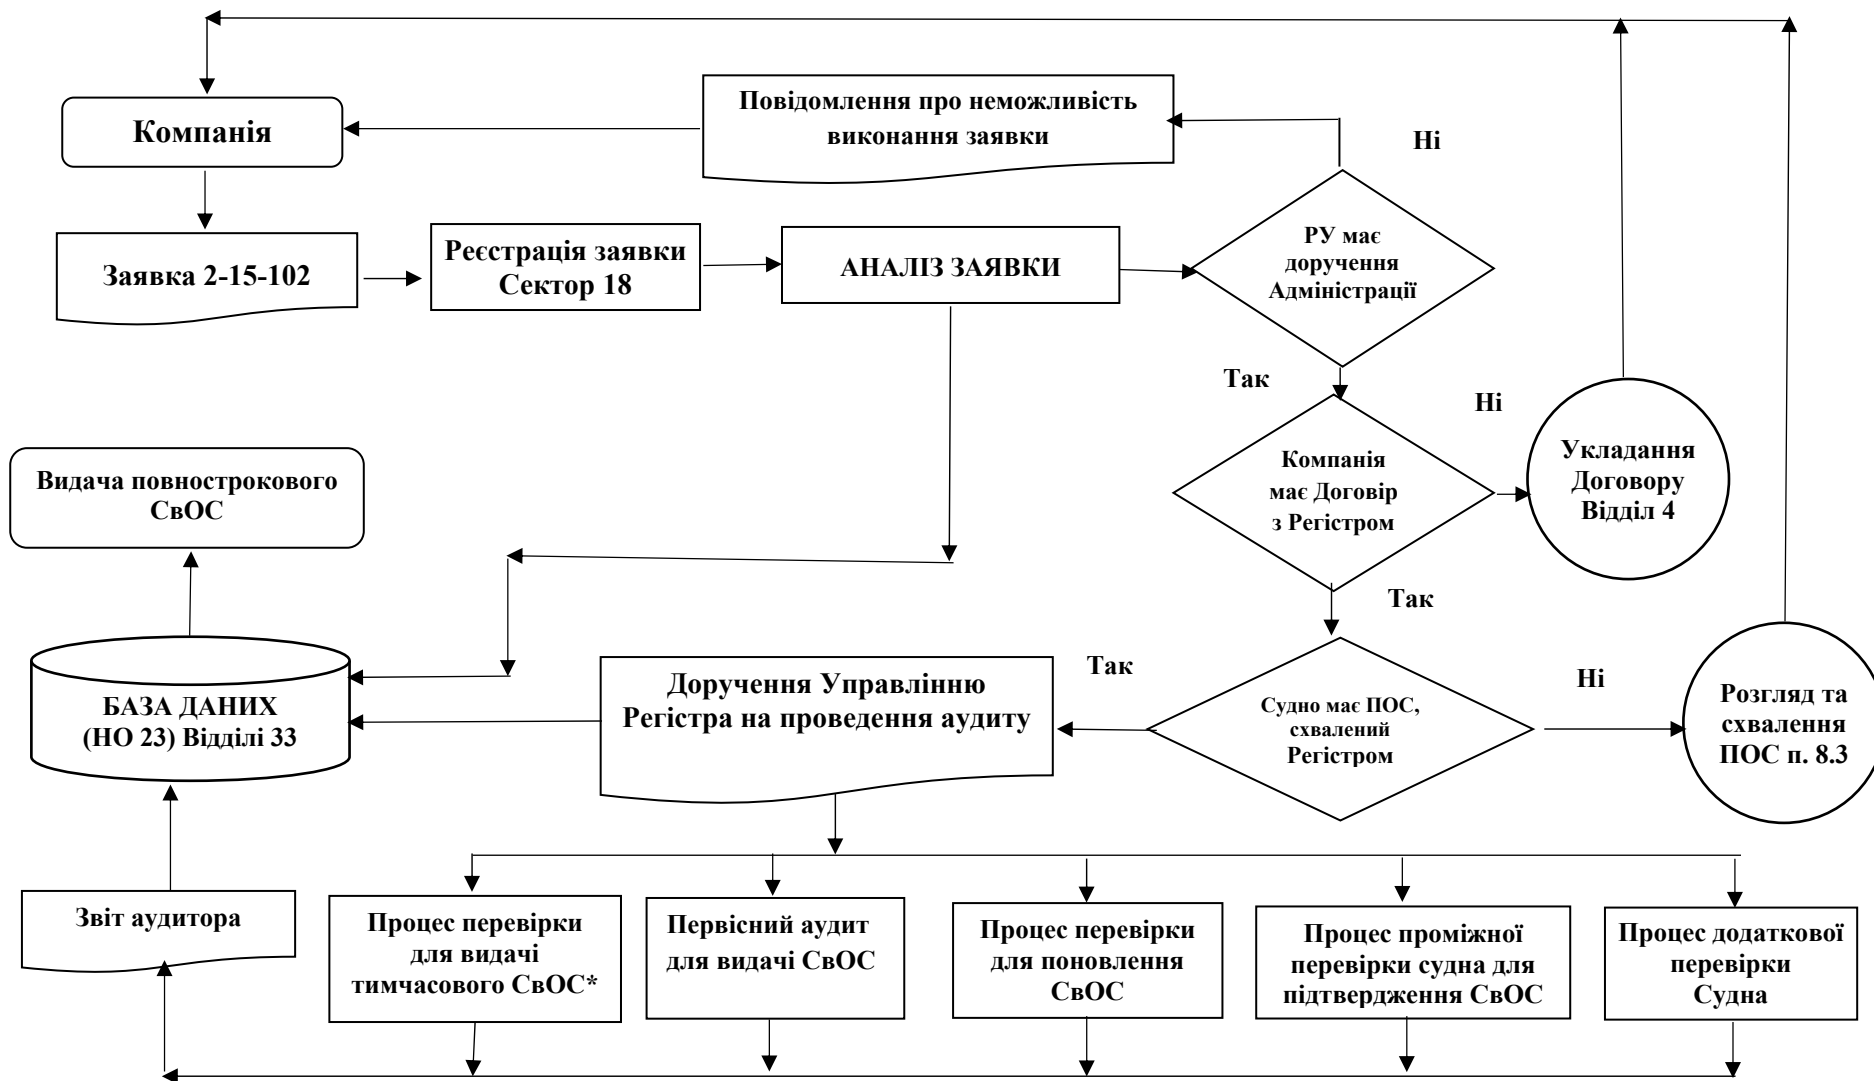 Повідомлення про неможливість
виконання заявки
Компанія
Ні
Заявка 2-15-102
Реєстрація заявки
Сектор 18
АНАЛІЗ ЗАЯВКИ
РУ має
доручення
Адміністрації
Так
Ні
Компанія
має Договір
з Регістром
Укладання
Договору
Відділ 4
Видача повнострокового
СвОС
Так
БАЗА ДАНИХ
(НО 23) Відділі 33
Доручення Управлінню
Регістра на проведення аудиту
Так
Судно має ПОС,
схвалений
Регістром
Ні
Розгляд та
схвалення
ПОС п. 8.3
Звіт аудитора
Процес перевірки
для видачі
тимчасового СвОС*
Первісний аудит
для видачі СвОС
Процес перевірки
для поновлення
СвОС
Процес проміжної
перевірки судна для
підтвердження СвОС
Процес додаткової
перевірки
Судна